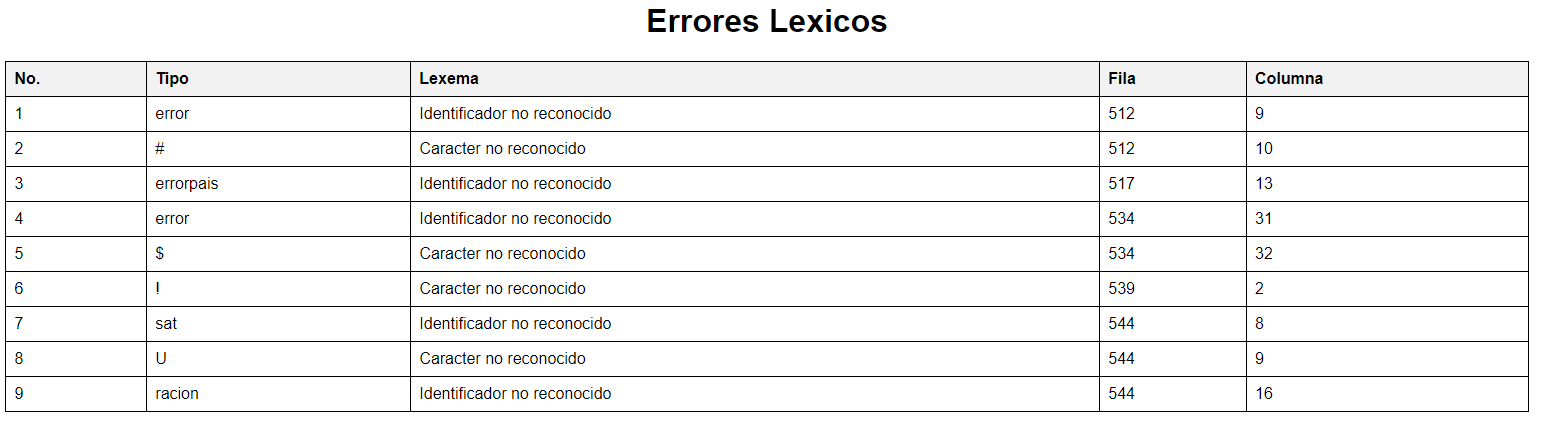 Errores Lexicos
No. Tipo Lexema Fila Columna
1 error Identificador no reconocido 512 9
2 # Caracter no reconocido 512 10
3 errorpais Identificador no reconocido 517 13
4 error Identificador no reconocido 534 31
5 $ Caracter no reconocido 534 32
6 ! Caracter no reconocido 539 2
7 sat Identificador no reconocido 544 8
8 U Caracter no reconocido 544 9
9 racion Identificador no reconocido 544 16